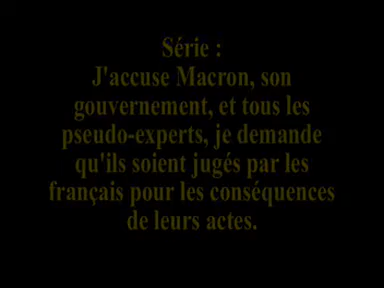 Série :
J'accuse Macron, son
gouvernement, et tous les
pseudo-experts, je demande
qu'ils soient jugés par les
français pour les conséquences
de leurs actes.